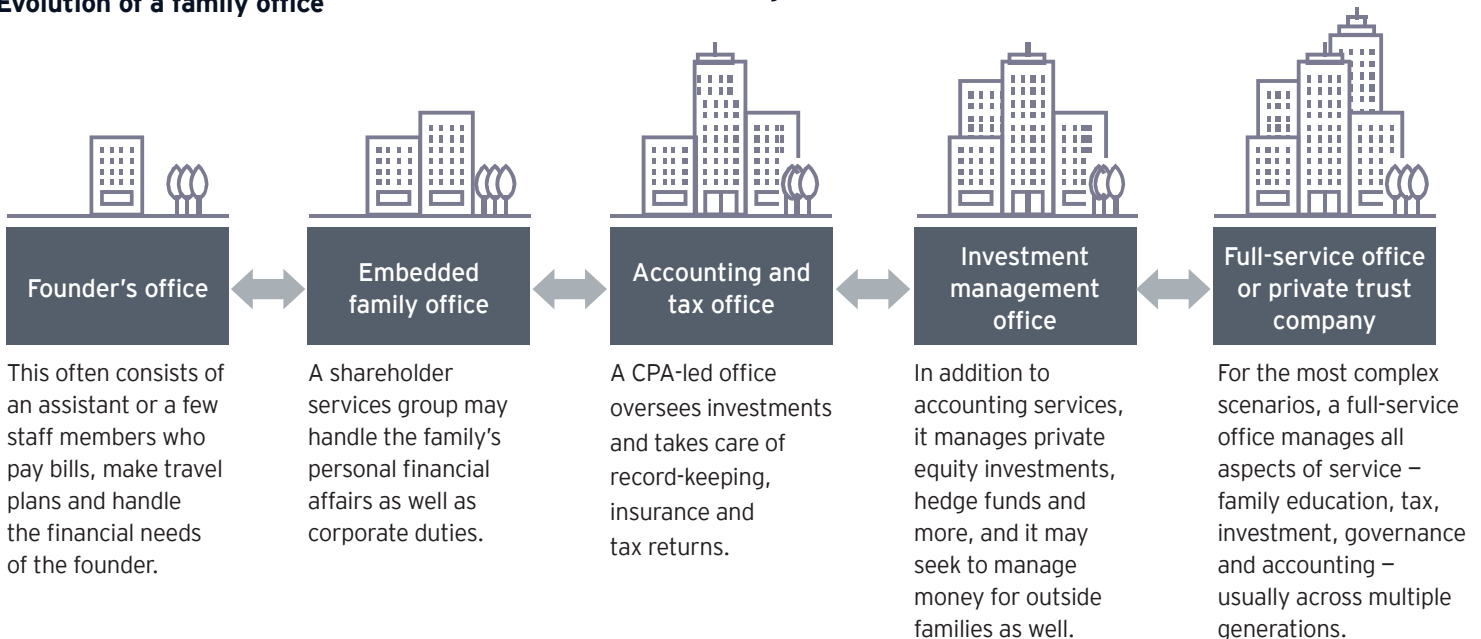 Evolution of a family office
Founder's office
This often consists of
an assistant or a few
staff members who
pay bills, make travel
plans and handle
the financial needs
of the founder.
Embedded
family office
A shareholder
services group may
handle the family's
personal financial
affairs as well as
corporate duties.
Accounting and
tax office
A CPA-led office
oversees investments
and takes care of
record-keeping,
insurance and
tax returns.
Investment
management
office
In addition to
accounting services,
it manages private
equity investments,
hedge funds and
more, and it may
seek to manage
money for outside
families as well.
Full-service office
or private trust
company
For the most complex
scenarios, a full-service
office manages all
aspects of service –
family education, tax,
investment, governance
and accounting –
usually across multiple
generations.